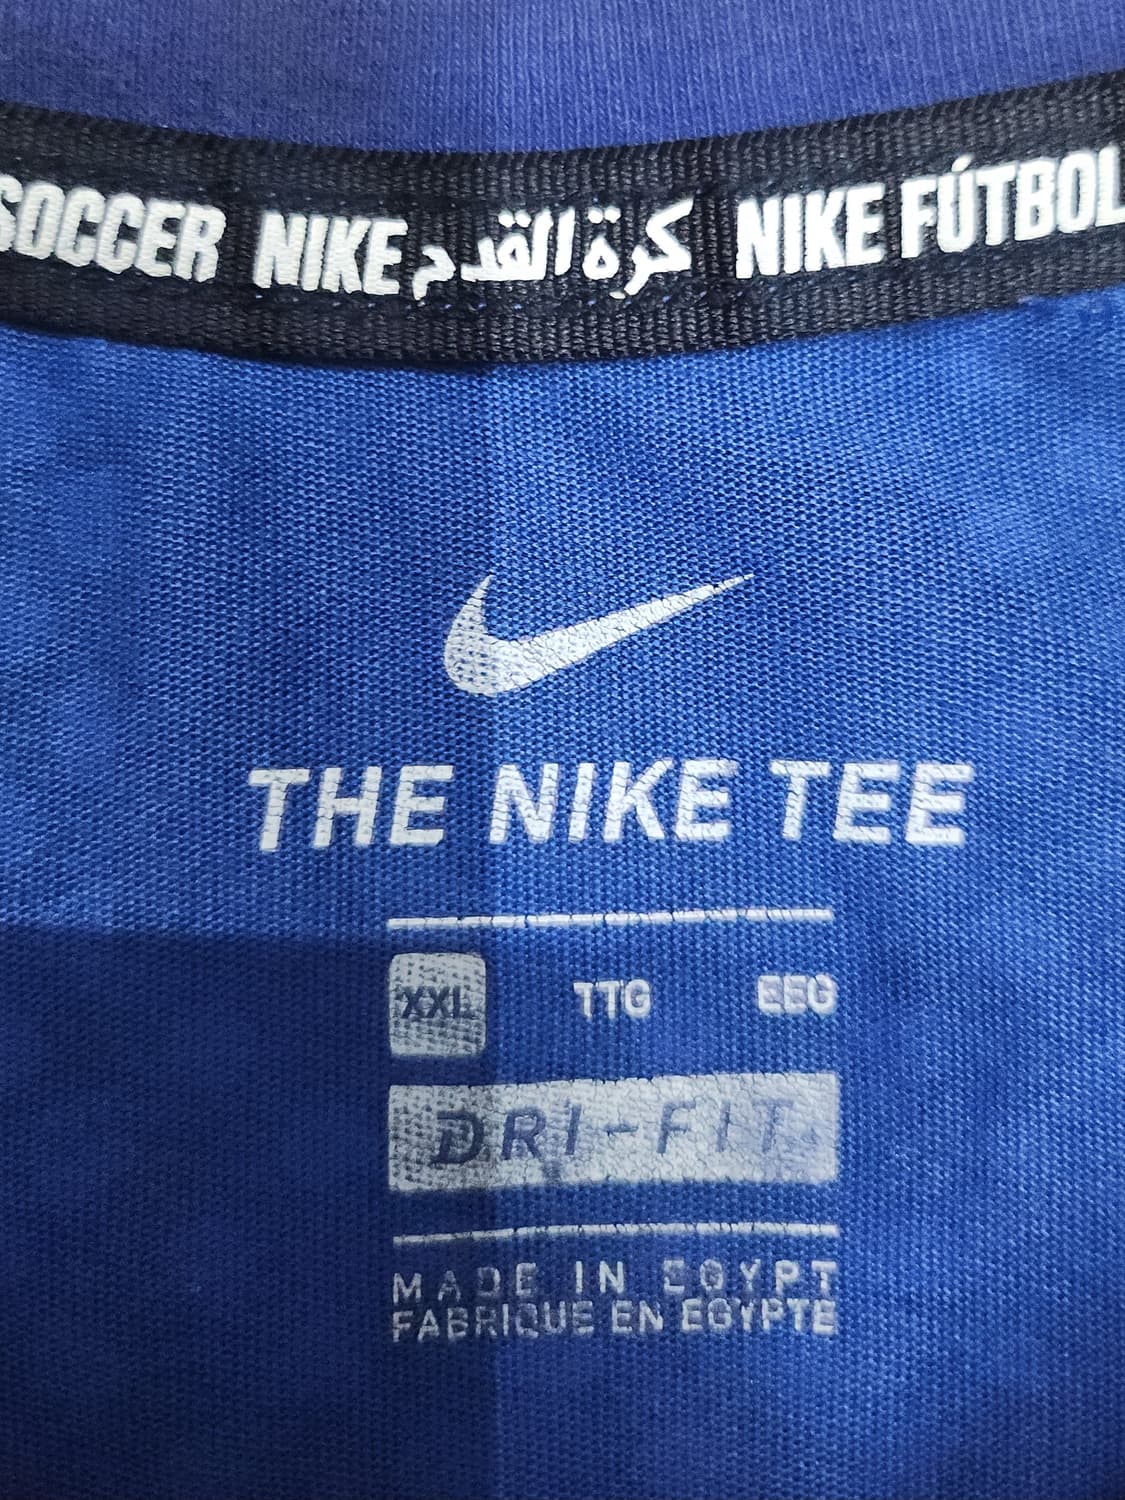 SOCCER NIKE كرة القدم NIKE FÚTBOL
THE NIKE TEE
XXL TTG EEG
DRI-FIT
MADE IN EGYPT
FABRIQUE EN EGYPTE